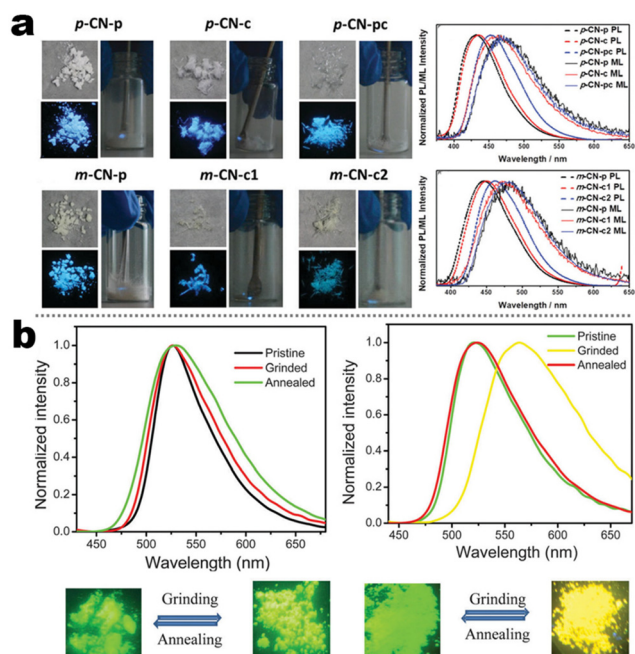 a
p-CN-p
p-CN-c
p-CN-pc
m-CN-p
m-CN-c1
m-CN-c2
Normalized PL/ML Intensity
p-CN-p PL
p-CN-c PL
p-CN-pc PL
p-CN-p ML
p-CN-c ML
p-CN-pc ML
400 450 500 550 600 650
Wavelength / nm
Normalized PL/ML Intensity
m-CN-p PL
m-CN-c1 PL
m-CN-c2 PL
m-CN-p ML
m-CN-c1 ML
m-CN-c2 ML
400 450 500 550 600 650
Wavelength / nm
b
Normalized intensity
1.0
0.8
0.6
0.4
0.2
0.0
Pristine
Grinded
Annealed
450 500 550 600 650
Wavelength (nm)
Normalized intensity
1.0
0.8
0.6
0.4
0.2
0.0
Pristine
Grinded
Annealed
450 500 550 600 650
Wavelength (nm)
Grinding
Annealing
Grinding
Annealing